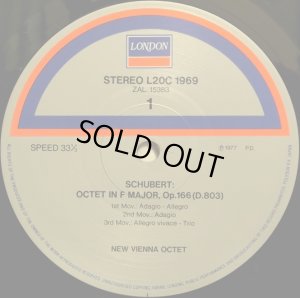 LONDON
STEREO L20C 1969
ZAL 15383
1
SPEED 33⅓
℗ 1977 P.D.
SOLD OUT
SCHUBERT:
OCTET IN F MAJOR, Op.166 (D.803)
1st Mov.: Adagio - Allegro
2nd Mov.: Adagio
3rd Mov.: Allegro vivace - Trio
NEW VIENNA OCTET